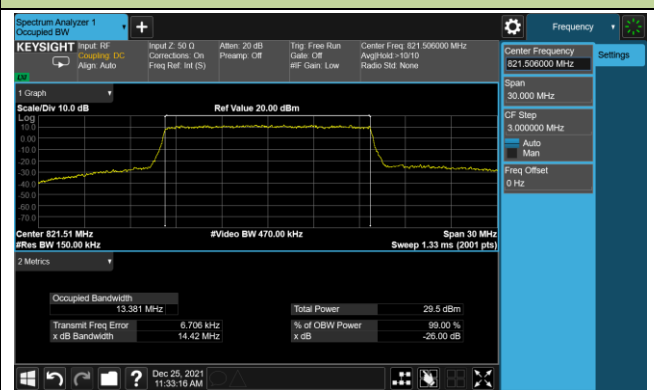 Spectrum Analyzer 1
Occupied BW
Frequency
KEYSIGHT
Input: RF
Coupling: DC
Align: Auto
Input Z: 50 Ω
Corrections: On
Freq Ref: Int (S)
Atten: 20 dB
Preamp: Off
Trig: Free Run
Gate: Off
#IF Gain: Low
Center Freq: 821.506000 MHz
Avg|Hold:>10/10
Radio Std: None
LXI
1 Graph
Scale/Div 10.0 dB
Ref Value 20.00 dBm
Log
10.0
0.00
-10.0
-20.0
-30.0
-40.0
-50.0
-60.0
-70.0
Center 821.51 MHz
#Video BW 470.00 kHz
Span 30 MHz
#Res BW 150.00 kHz
Sweep 1.33 ms (2001 pts)
2 Metrics
Occupied Bandwidth
13.381 MHz
Total Power 29.5 dBm
Transmit Freq Error 6.706 kHz
% of OBW Power 99.00 %
x dB Bandwidth 14.42 MHz
x dB -26.00 dB
Dec 25, 2021
11:33:16 AM
Center Frequency
821.506000 MHz
Settings
Span
30.000 MHz
CF Step
3.000000 MHz
Auto
Man
Freq Offset
0 Hz